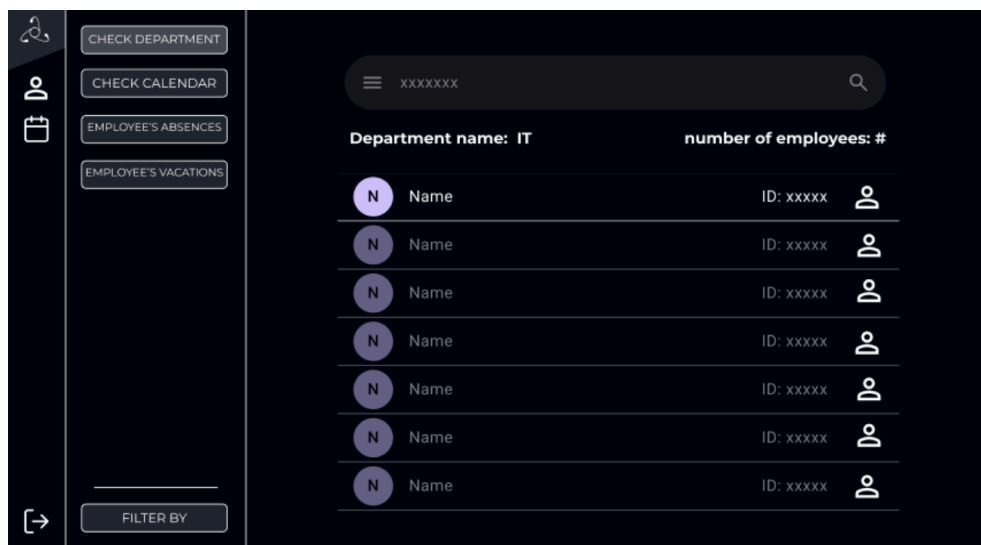 CHECK DEPARTMENT
CHECK CALENDAR
EMPLOYEE'S ABSENCES
EMPLOYEE'S VACATIONS
FILTER BY
xxxxxxx
Department name: IT number of employees: #
N Name ID: xxxxx
N Name ID: xxxxx
N Name ID: xxxxx
N Name ID: xxxxx
N Name ID: xxxxx
N Name ID: xxxxx
N Name ID: xxxxx